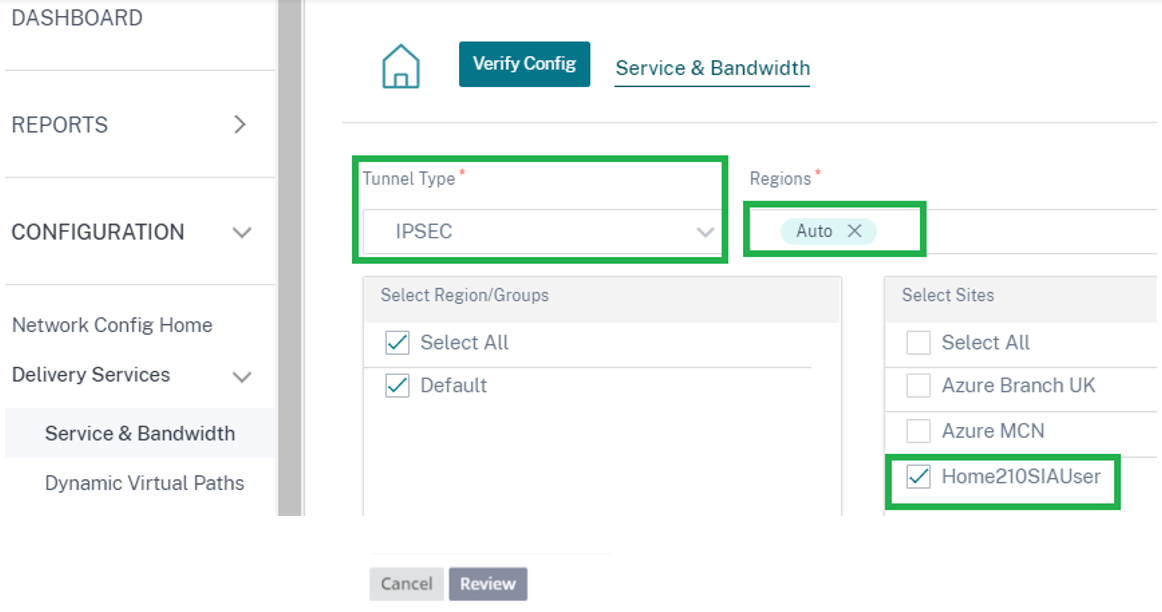 DASHBOARD
REPORTS
CONFIGURATION
Network Config Home
Delivery Services
Service & Bandwidth
Dynamic Virtual Paths
Verify Config
Service & Bandwidth
Tunnel Type *
IPSEC
Regions *
Auto
Select Region/Groups
Select All
Default
Select Sites
Select All
Azure Branch UK
Azure MCN
Home210SIAUser
Cancel
Review